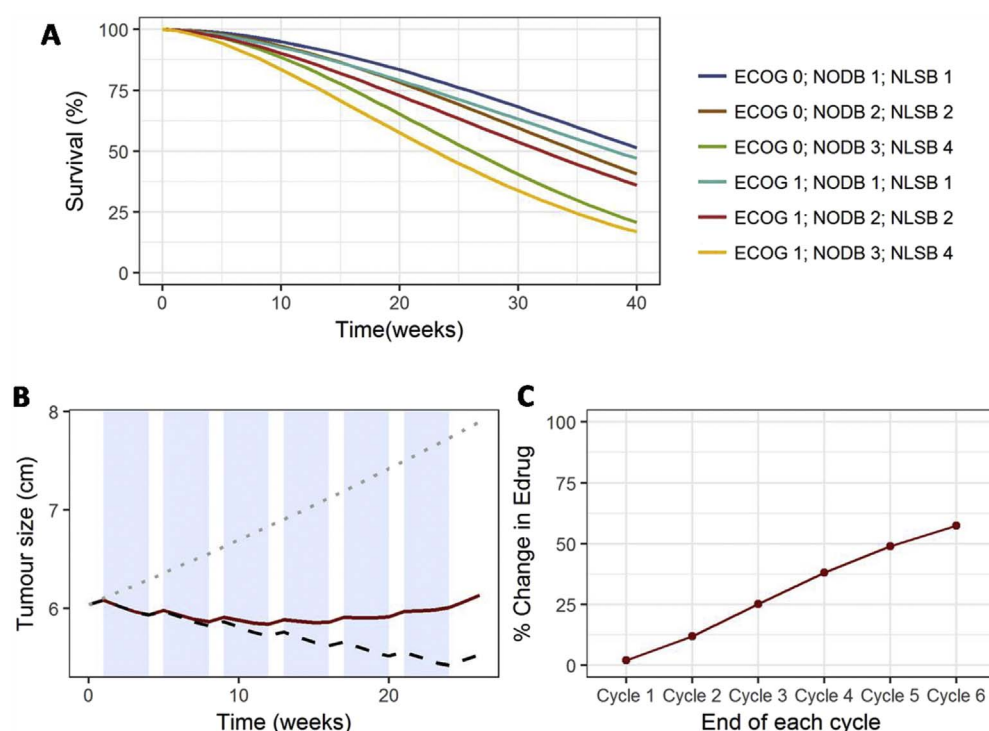 A
Survival (%)
100
75
50
25
0
0 10 20 30 40
Time(weeks)
ECOG 0; NODB 1; NLSB 1
ECOG 0; NODB 2; NLSB 2
ECOG 0; NODB 3; NLSB 4
ECOG 1; NODB 1; NLSB 1
ECOG 1; NODB 2; NLSB 2
ECOG 1; NODB 3; NLSB 4
B
Tumour size (cm)
8
7
6
0 10 20
Time (weeks)
C
% Change in Edrug
100
75
50
25
0
Cycle 1 Cycle 2 Cycle 3 Cycle 4 Cycle 5 Cycle 6
End of each cycle